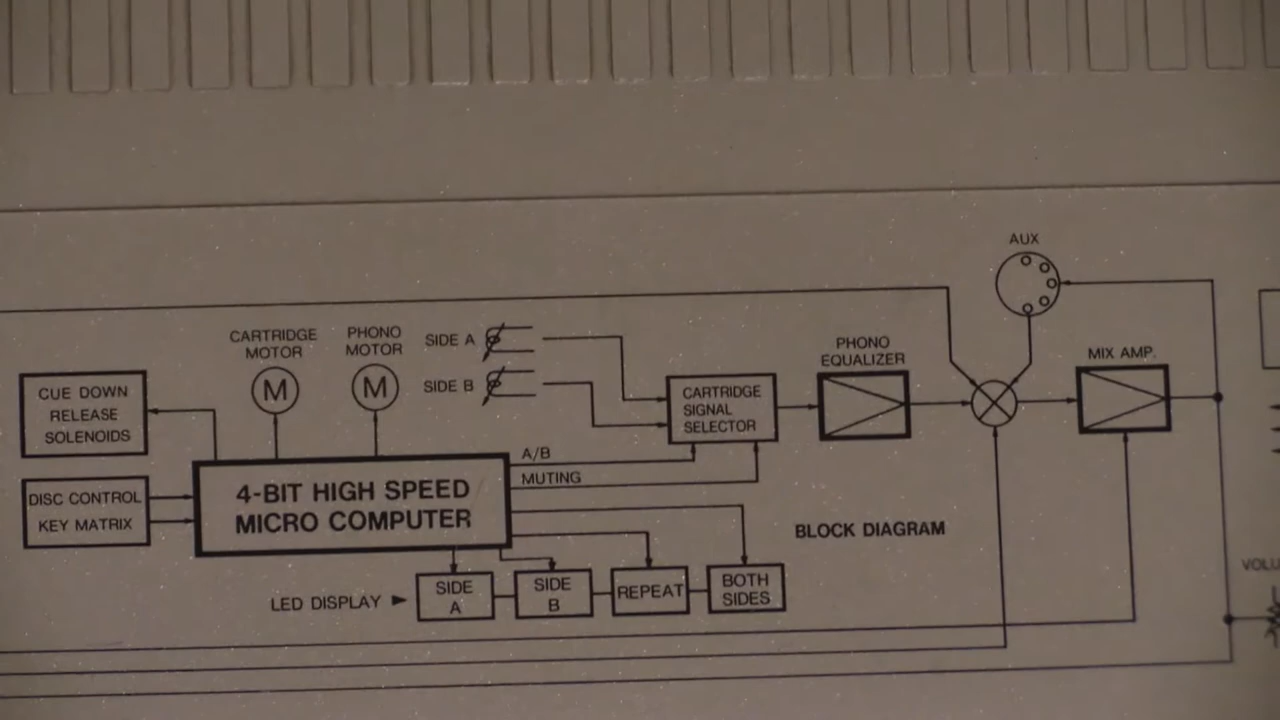 AUX
CARTRIDGE
MOTOR
PHONO
MOTOR
SIDE A
SIDE B
PHONO
EQUALIZER
MIX AMP.
CUE DOWN
RELEASE
SOLENOIDS
M
M
CARTRIDGE
SIGNAL
SELECTOR
A/B
MUTING
DISC CONTROL
KEY MATRIX
4-BIT HIGH SPEED
MICRO COMPUTER
BLOCK DIAGRAM
LED DISPLAY ►
SIDE
A
SIDE
B
REPEAT
BOTH
SIDES
VOLU